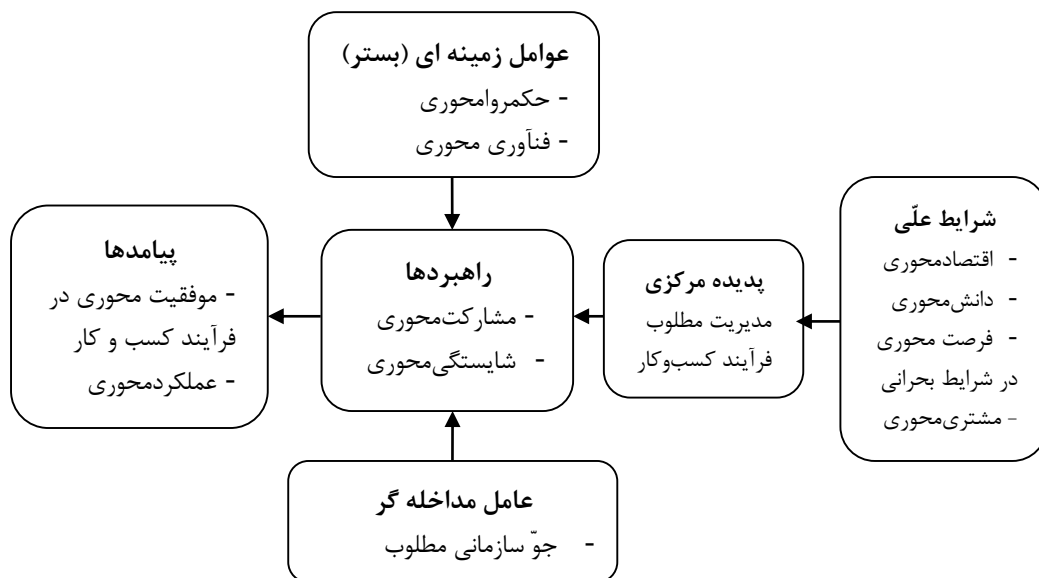 عوامل زمینه ای (بستر)
- حکمروامحوری
- فنآوری محوری
شرایط علّی
- اقتصادمحوری
- دانش‌محوری
- فرصت محوری
در شرایط بحرانی
- مشتری‌محوری
پدیده مرکزی
مدیریت مطلوب
فرآیند کسب‌وکار
راهبردها
- مشارکت‌محوری
- شایستگی‌محوری
پیامدها
- موفقیت محوری در
فرآیند کسب و کار
- عملکردمحوری
عامل مداخله گر
- جوّ سازمانی مطلوب